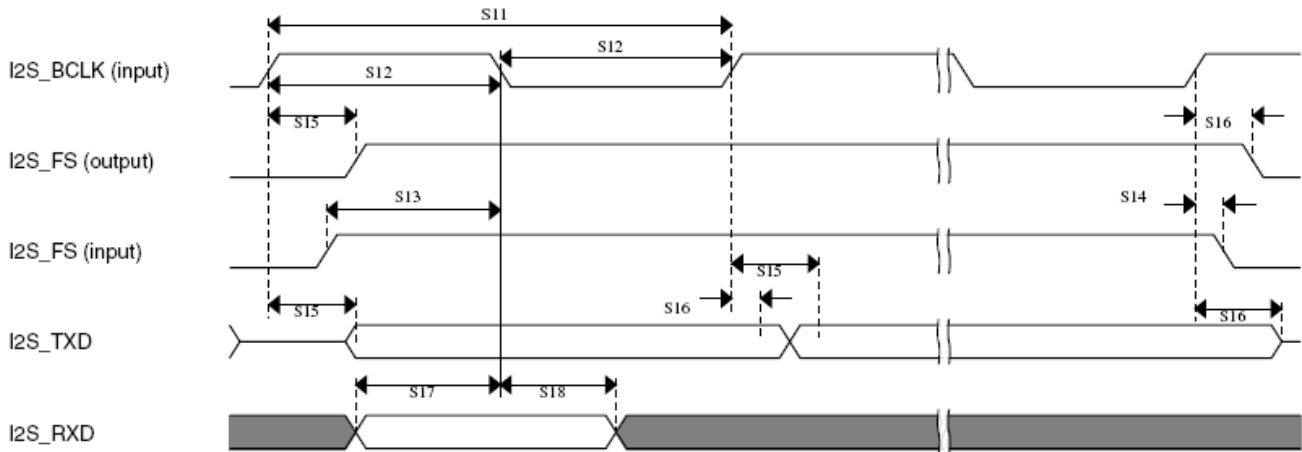 S11
I2S_BCLK (input)
S12
S12
S15
S16
I2S_FS (output)
S13
S14
I2S_FS (input)
S15
S15
S16
S16
I2S_TXD
S17
S18
I2S_RXD